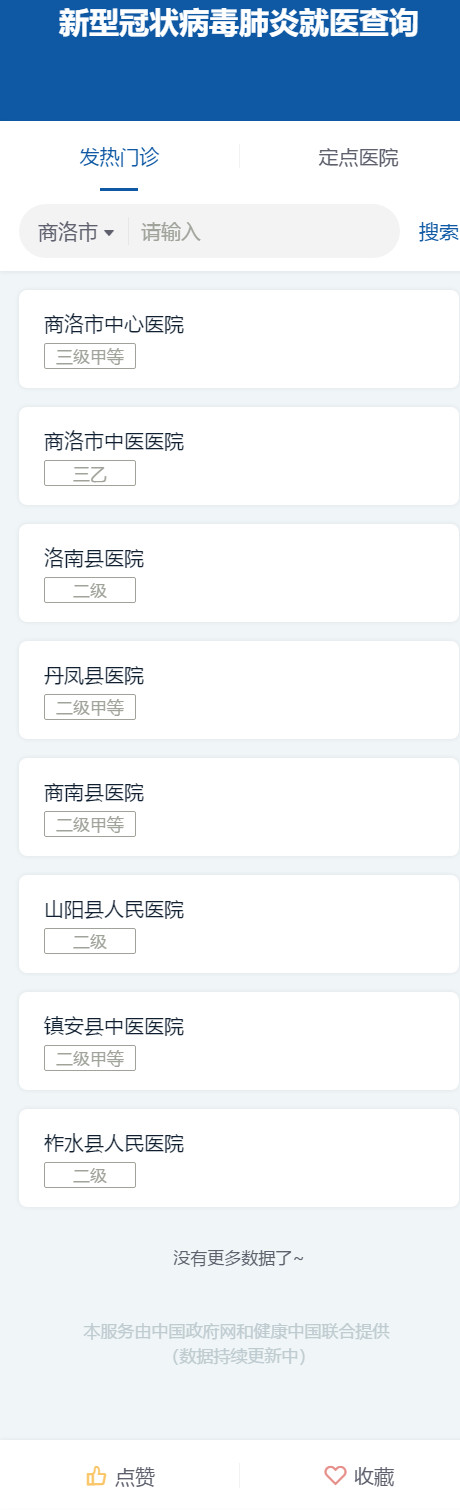 新型冠状病毒肺炎就医查询
发热门诊 定点医院
商洛市 请输入 搜索
商洛市中心医院
三级甲等
商洛市中医医院
三乙
洛南县医院
二级
丹凤县医院
二级甲等
商南县医院
二级甲等
山阳县人民医院
二级
镇安县中医医院
二级甲等
柞水县人民医院
二级
没有更多数据了~
本服务由中国政府网和健康中国联合提供
(数据持续更新中)
点赞 收藏